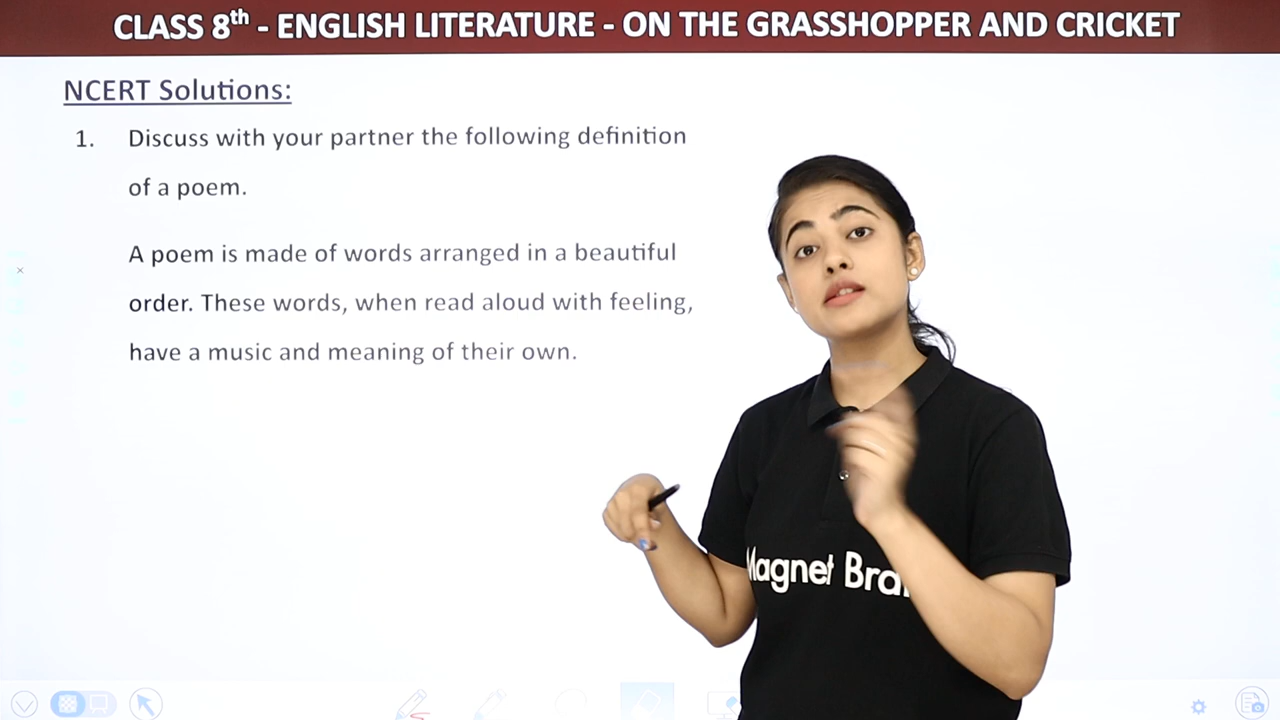 CLASS 8th - ENGLISH LITERATURE - ON THE GRASSHOPPER AND CRICKET
NCERT Solutions:
1. Discuss with your partner the following definition
of a poem.
A poem is made of words arranged in a beautiful
order. These words, when read aloud with feeling,
have a music and meaning of their own.
Magnet